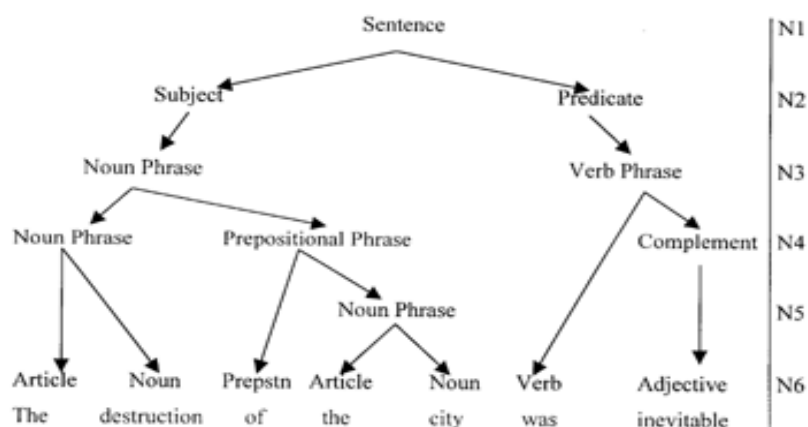 Sentence N1
Subject Predicate N2
Noun Phrase Verb Phrase N3
Noun Phrase Prepositional Phrase Complement N4
Noun Phrase N5
Article Noun Prepstn Article Noun Verb Adjective N6
The destruction of the city was inevitable